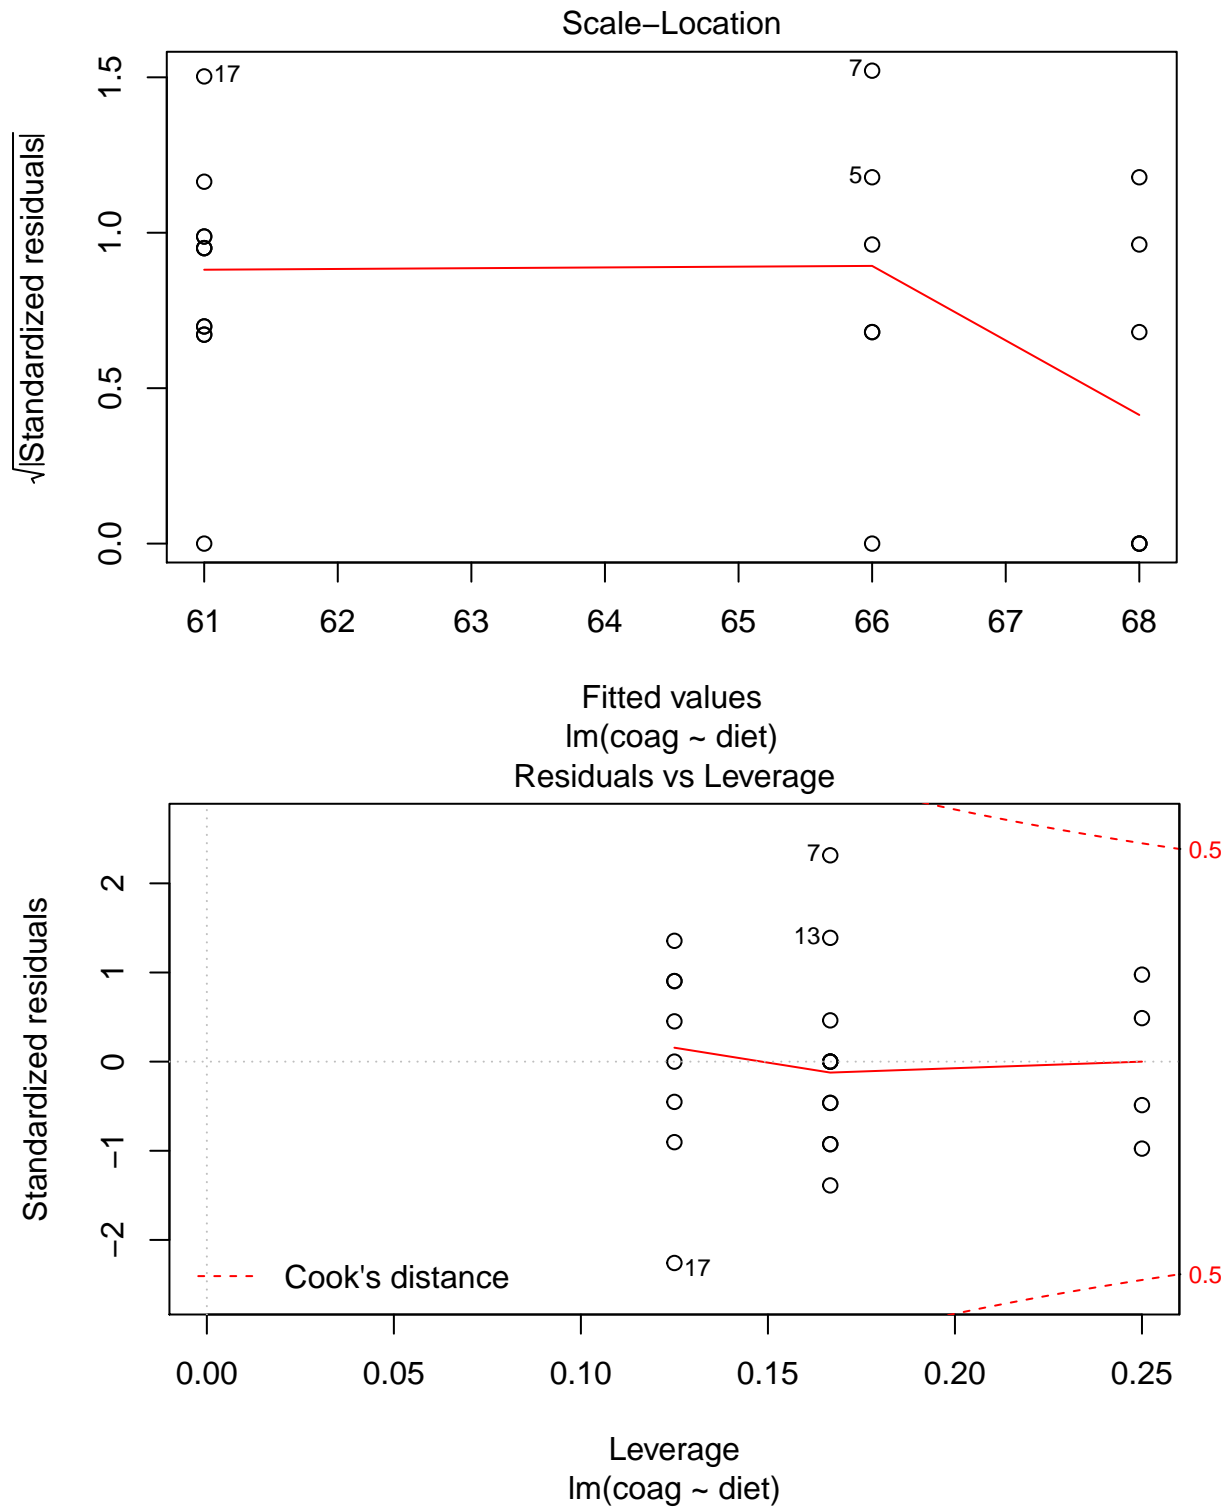 Scale−Location
√|Standardized residuals|
1.5
1.0
0.5
0.0
17
7
5
61 62 63 64 65 66 67 68
Fitted values
lm(coag ~ diet)
Residuals vs Leverage
Standardized residuals
2
1
0
−1
−2
7
13
17
0.5
0.5
Cook's distance
0.00 0.05 0.10 0.15 0.20 0.25
Leverage
lm(coag ~ diet)